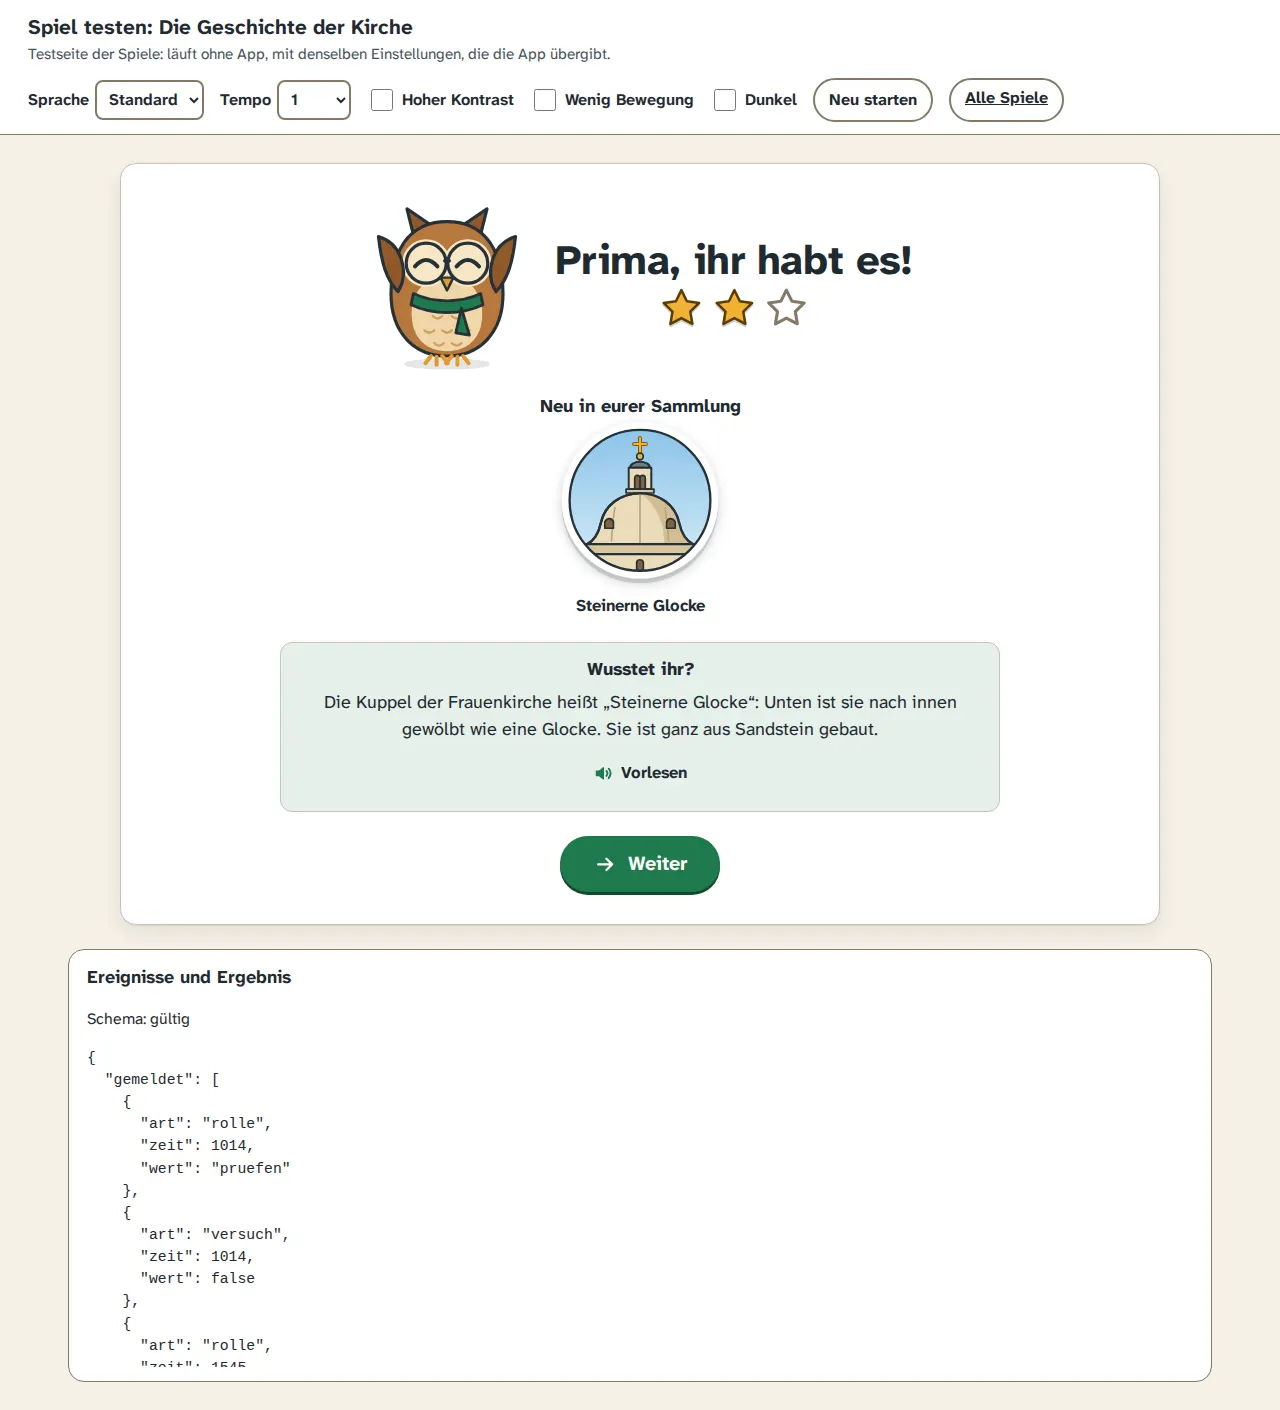 Spiel testen: Die Geschichte der Kirche
Testseite der Spiele: läuft ohne App, mit denselben Einstellungen, die die App übergibt.
Sprache Standard Tempo 1 Hoher Kontrast Wenig Bewegung Dunkel Neu starten Alle Spiele
Prima, ihr habt es!
Neu in eurer Sammlung
Steinerne Glocke
Wusstet ihr?
Die Kuppel der Frauenkirche heißt „Steinerne Glocke“: Unten ist sie nach innen
gewölbt wie eine Glocke. Sie ist ganz aus Sandstein gebaut.
Vorlesen
Weiter
Ereignisse und Ergebnis
Schema: gültig
{
"gemeldet": [
{
"art": "rolle",
"zeit": 1014,
"wert": "pruefen"
},
{
"art": "versuch",
"zeit": 1014,
"wert": false
},
{
"art": "rolle",
"zeit": 1545